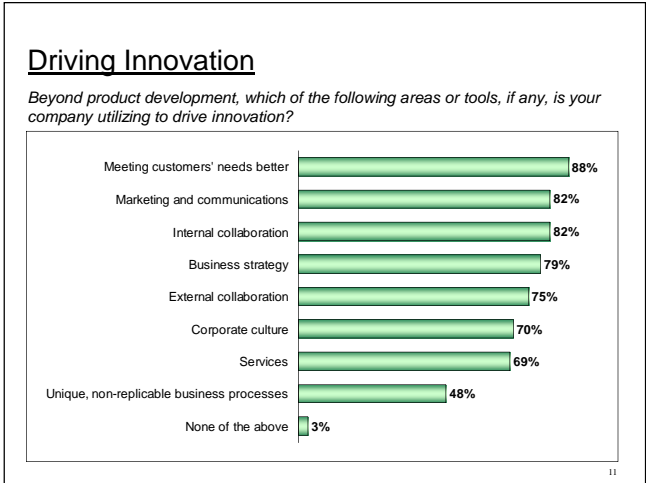 Driving Innovation
Beyond product development, which of the following areas or tools, if any, is your
company utilizing to drive innovation?
Meeting customers' needs better 88%
Marketing and communications 82%
Internal collaboration 82%
Business strategy 79%
External collaboration 75%
Corporate culture 70%
Services 69%
Unique, non-replicable business processes 48%
None of the above 3%
11